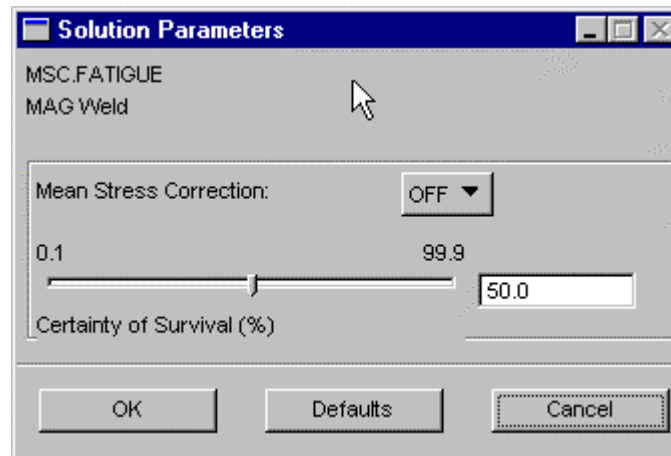 Solution Parameters
MSC.FATIGUE
MAG Weld
Mean Stress Correction: OFF
0.1 99.9
50.0
Certainty of Survival (%)
OK Defaults Cancel